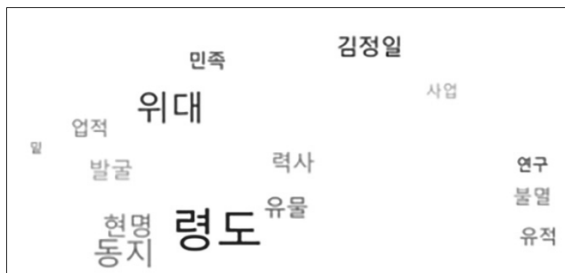 김정일
민족
사업
위대
업적
밑
력사
발굴
연구
불멸
유물
현명
령도
유적
동지